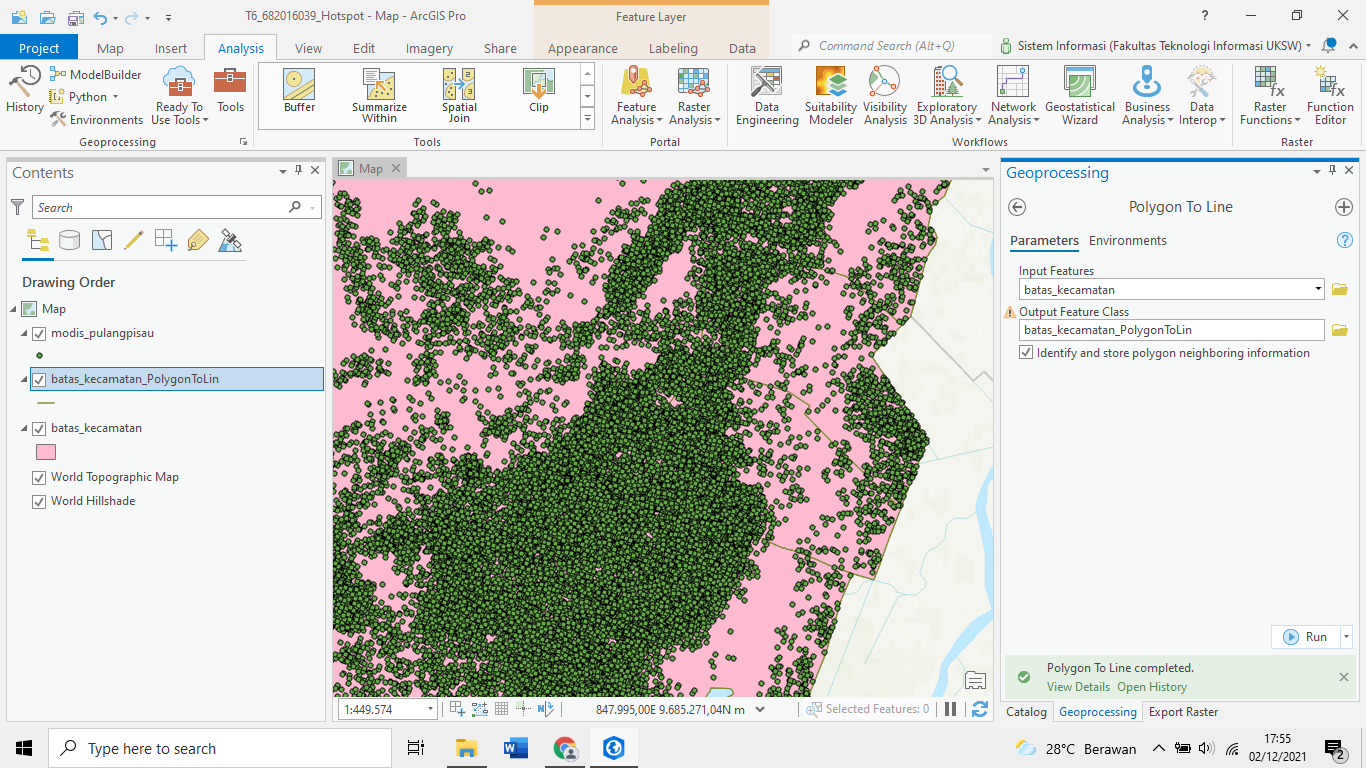 T6_682016039_Hotspot - Map - ArcGIS Pro
Feature Layer
?
Project Map Insert Analysis View Edit Imagery Share Appearance Labeling Data
Command Search (Alt+Q)
Sistem Informasi (Fakultas Teknologi Informasi UKSW)
History
ModelBuilder
Python
Environments
Ready To
Use Tools
Tools
Geoprocessing
Buffer
Summarize
Within
Spatial
Join
Clip
Tools
Feature
Analysis
Raster
Analysis
Portal
Data
Engineering
Suitability
Modeler
Visibility
Analysis
Exploratory
3D Analysis
Network
Analysis
Geostatistical
Wizard
Business
Analysis
Data
Interop
Workflows
Raster
Functions
Function
Editor
Raster
Contents
Search
Drawing Order
Map
modis_pulangpisau
batas_kecamatan_PolygonToLin
batas_kecamatan
World Topographic Map
World Hillshade
Map
1:449.574
847.995,00E 9.685.271,04N m
Selected Features: 0
Geoprocessing
Polygon To Line
Parameters Environments
?
Input Features
batas_kecamatan
Output Feature Class
batas_kecamatan_PolygonToLin
Identify and store polygon neighboring information
Run
Polygon To Line completed.
View Details Open History
Catalog Geoprocessing Export Raster
Type here to search
28°C Berawan
17:55
02/12/2021
2